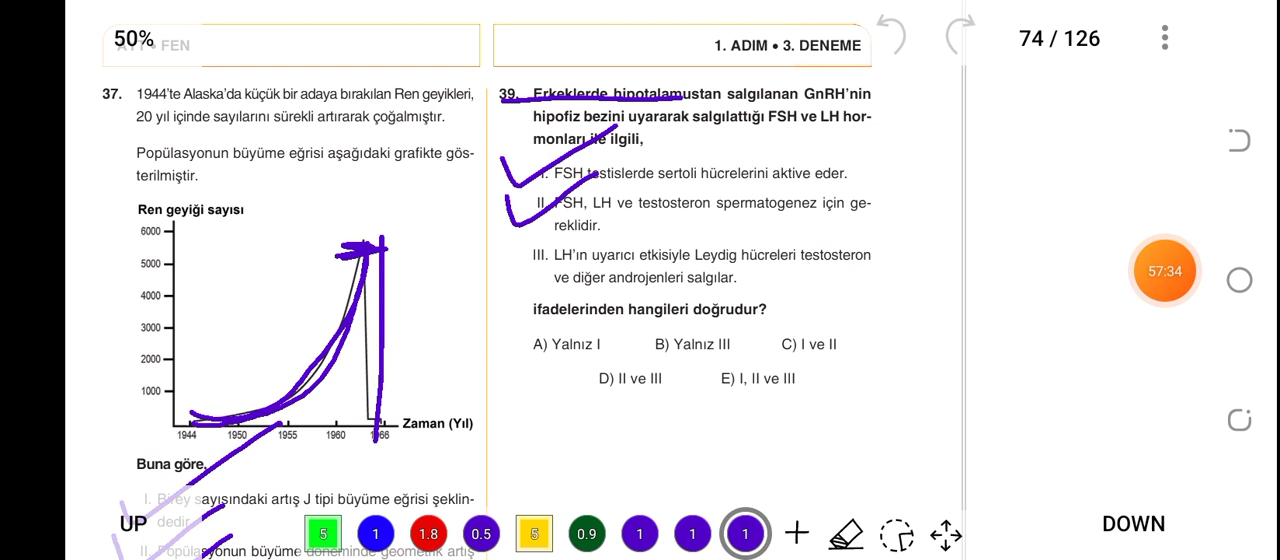 50%
AYT • FEN
1. ADIM • 3. DENEME
74 / 126
37. 1944'te Alaska'da küçük bir adaya bırakılan Ren geyikleri,
20 yıl içinde sayılarını sürekli artırarak çoğalmıştır.
Popülasyonun büyüme eğrisi aşağıdaki grafikte gös-
terilmiştir.
Ren geyiği sayısı
6000
5000
4000
3000
2000
1000
1944 1950 1955 1960 1966
Zaman (Yıl)
Buna göre,
I. Birey sayısındaki artış J tipi büyüme eğrisi şeklin-
dedir.
II. Popülasyonun büyüme döneminde geometrik artış
39. Erkeklerde hipotalamustan salgılanan GnRH'nin
hipofiz bezini uyararak salgılattığı FSH ve LH hor-
monları ile ilgili,
I. FSH testislerde sertoli hücrelerini aktive eder.
II. FSH, LH ve testosteron spermatogenez için ge-
reklidir.
III. LH'ın uyarıcı etkisiyle Leydig hücreleri testosteron
ve diğer androjenleri salgılar.
ifadelerinden hangileri doğrudur?
A) Yalnız I B) Yalnız III C) I ve II
D) II ve III E) I, II ve III
57:34
UP
5 1 1.8 0.5 5 0.9 1 1 1
DOWN